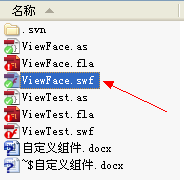 名称
.svn
ViewFace.as
ViewFace.fla
ViewFace.swf
ViewTest.as
ViewTest.fla
ViewTest.swf
自定义组件.docx
~$自定义组件.docx